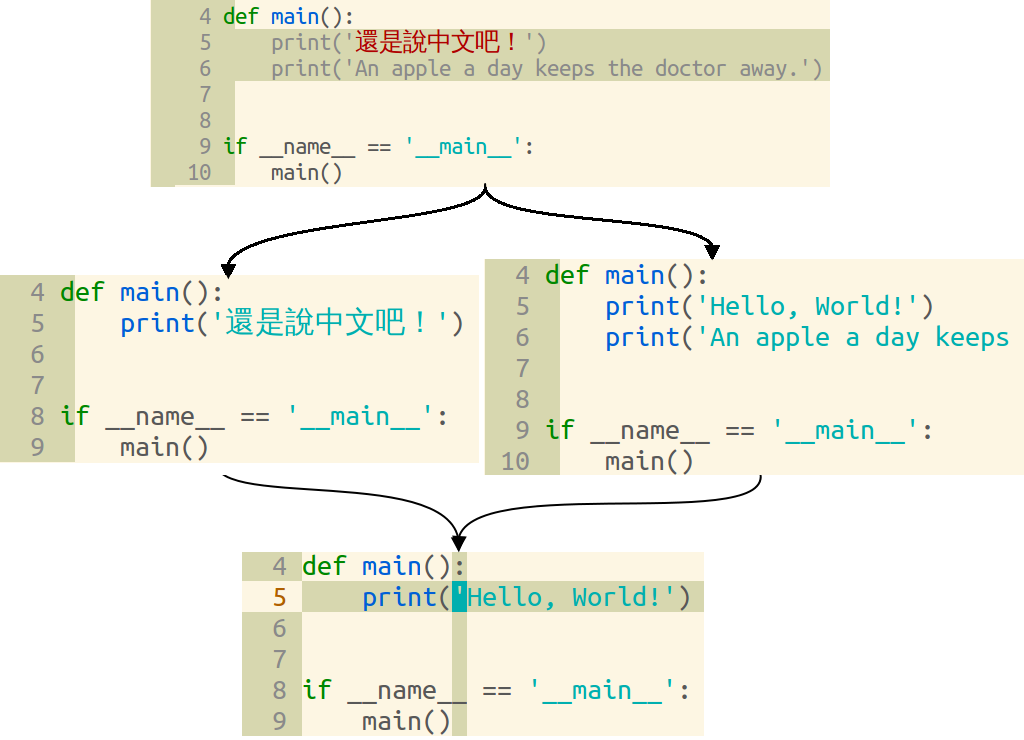 4 def main():
5     print('還是說中文吧！')
6     print('An apple a day keeps the doctor away.')
7
8
9 if __name__ == '__main__':
10     main()
4 def main():
5     print('還是說中文吧！')
6
7
8 if __name__ == '__main__':
9     main()
4 def main():
5     print('Hello, World!')
6     print('An apple a day keeps
7
8
9 if __name__ == '__main__':
10     main()
4 def main():
5     print('Hello, World!')
6
7
8 if __name__ == '__main__':
9     main()